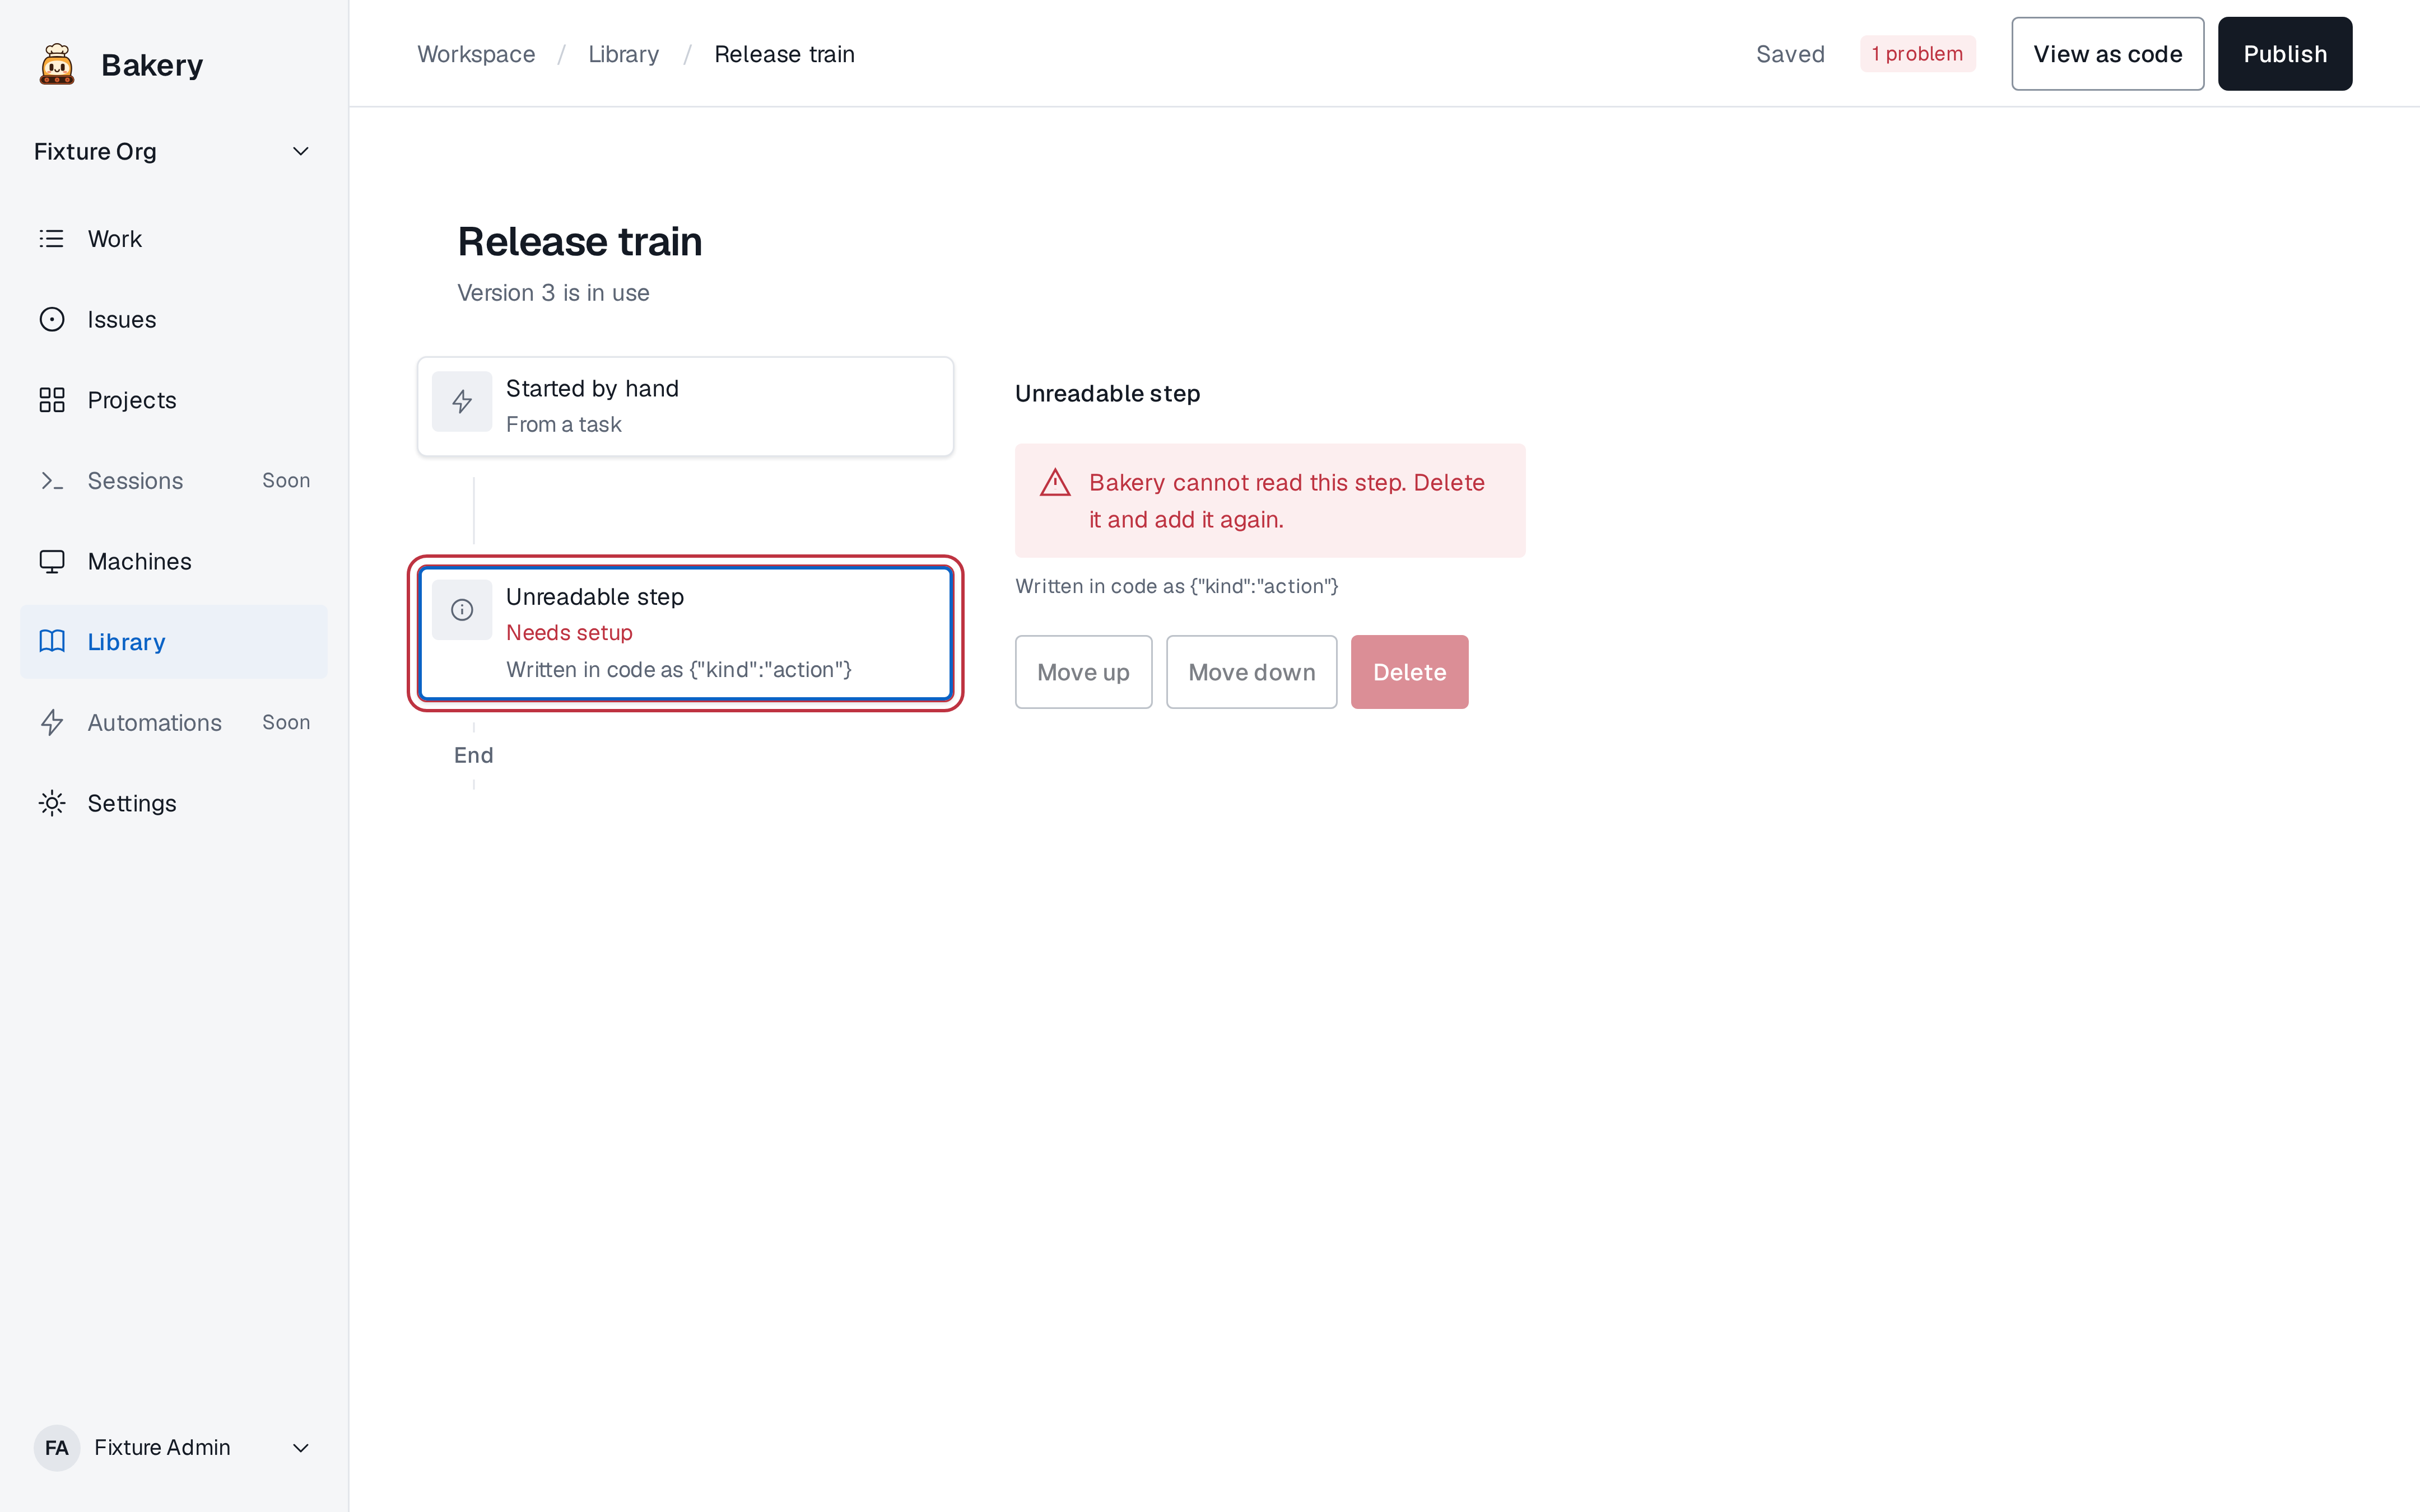 Bakery
Fixture Org
Work
Issues
Projects
Sessions Soon
Machines
Library
Automations Soon
Settings
FA Fixture Admin
Workspace / Library / Release train
Saved
1 problem
View as code
Publish
Release train
Version 3 is in use
Started by hand
From a task
Unreadable step
Needs setup
Written in code as {"kind":"action"}
End
Unreadable step
Bakery cannot read this step. Delete
it and add it again.
Written in code as {"kind":"action"}
Move up
Move down
Delete